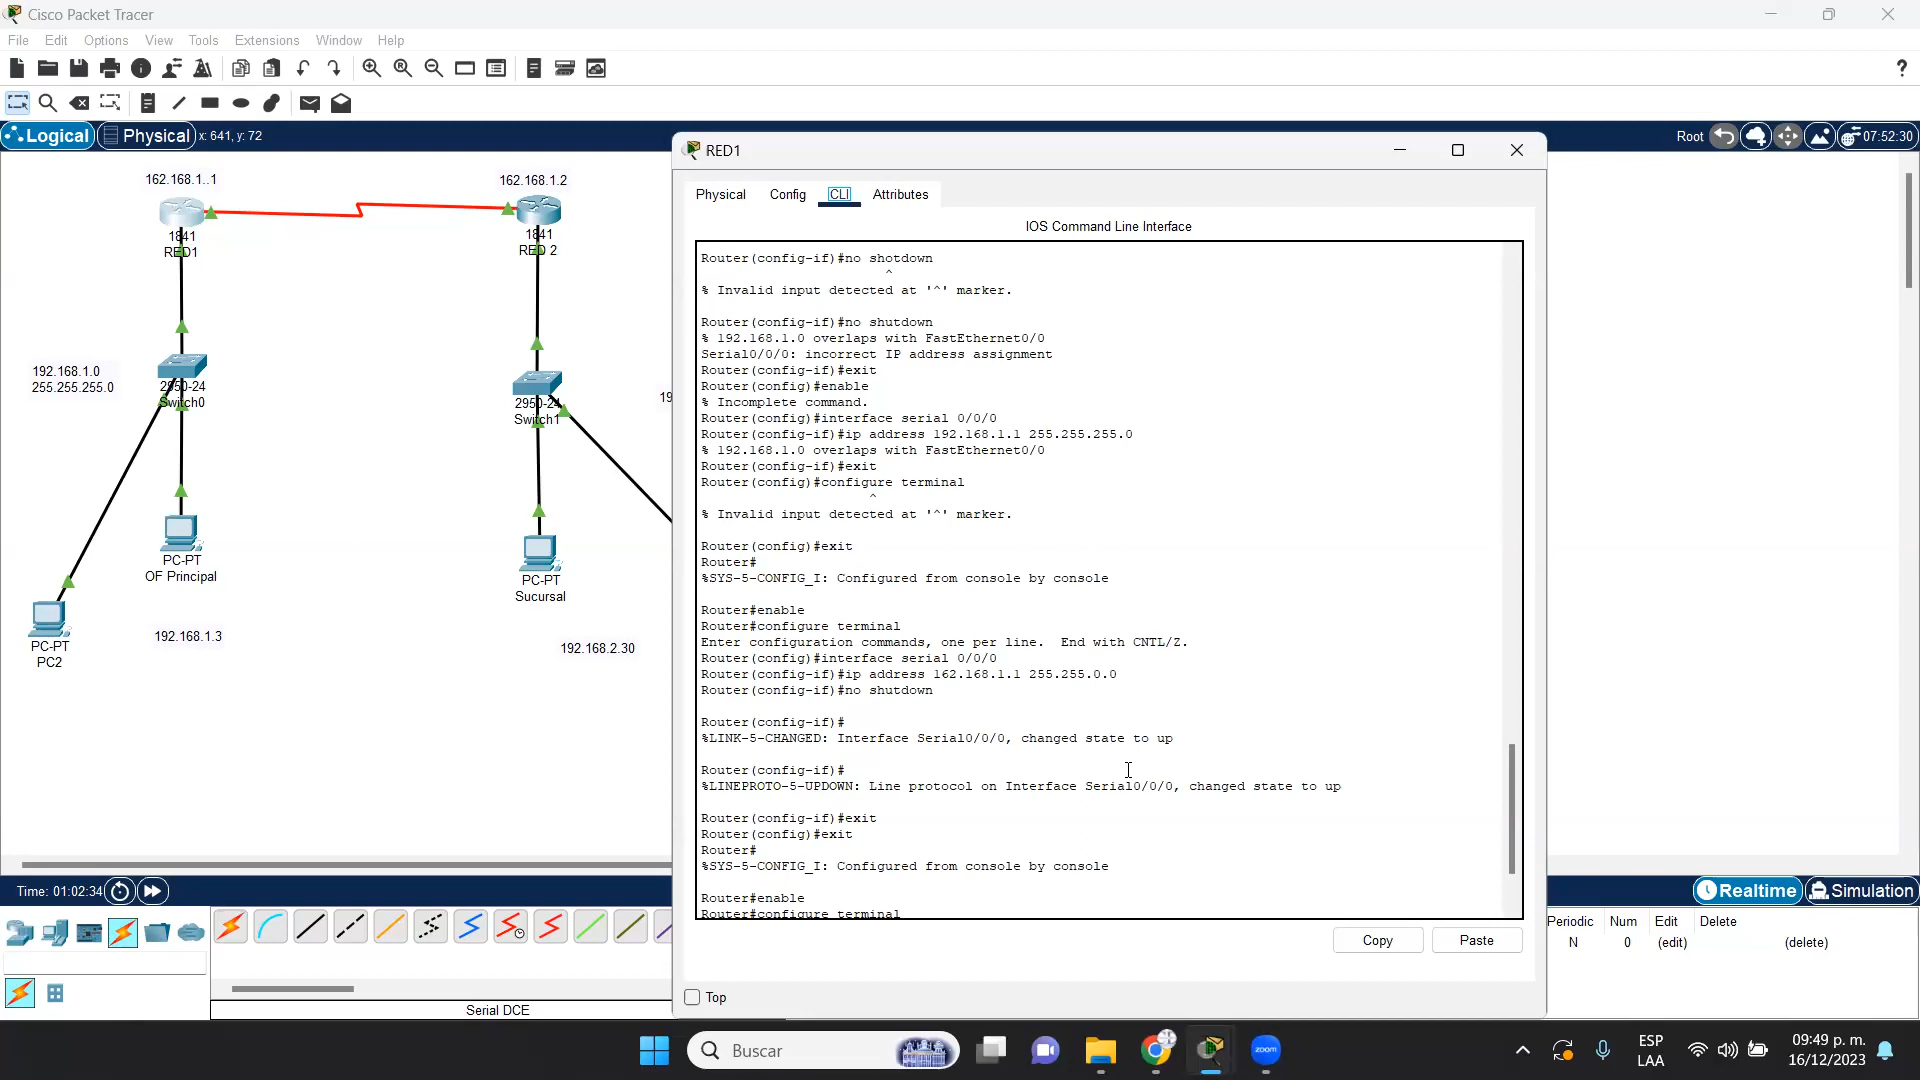 Cisco Packet Tracer
File Edit Options View Tools Extensions Window Help
Logical Physical x: 641, y: 72
Root 07:52:30
162.168.1..1
162.168.1.2
1841
RED1
1841
RED 2
192.168.1.0
255.255.255.0
2950-24
Switch0
2950-24
Switch1
19
PC-PT
OF Principal
PC-PT
Sucursal
PC-PT
PC2
192.168.1.3
192.168.2.30
RED1
Physical Config CLI Attributes
IOS Command Line Interface
Router(config-if)#no shotdown
^
% Invalid input detected at '^' marker.
Router(config-if)#no shutdown
% 192.168.1.0 overlaps with FastEthernet0/0
Serial0/0/0: incorrect IP address assignment
Router(config-if)#exit
Router(config)#enable
% Incomplete command.
Router(config)#interface serial 0/0/0
Router(config-if)#ip address 192.168.1.1 255.255.255.0
% 192.168.1.0 overlaps with FastEthernet0/0
Router(config-if)#exit
Router(config)#configure terminal
^
% Invalid input detected at '^' marker.
Router(config)#exit
Router#
%SYS-5-CONFIG_I: Configured from console by console
Router#enable
Router#configure terminal
Enter configuration commands, one per line.  End with CNTL/Z.
Router(config)#interface serial 0/0/0
Router(config-if)#ip address 162.168.1.1 255.255.0.0
Router(config-if)#no shutdown
Router(config-if)#
%LINK-5-CHANGED: Interface Serial0/0/0, changed state to up
Router(config-if)#
%LINEPROTO-5-UPDOWN: Line protocol on Interface Serial0/0/0, changed state to up
Router(config-if)#exit
Router(config)#exit
Router#
%SYS-5-CONFIG_I: Configured from console by console
Router#enable
Router#configure terminal
Copy Paste
Top
Time: 01:02:34
Realtime Simulation
Periodic Num Edit Delete
N 0 (edit) (delete)
Serial DCE
Buscar
zoom
ESP
LAA
09:49 p. m.
16/12/2023